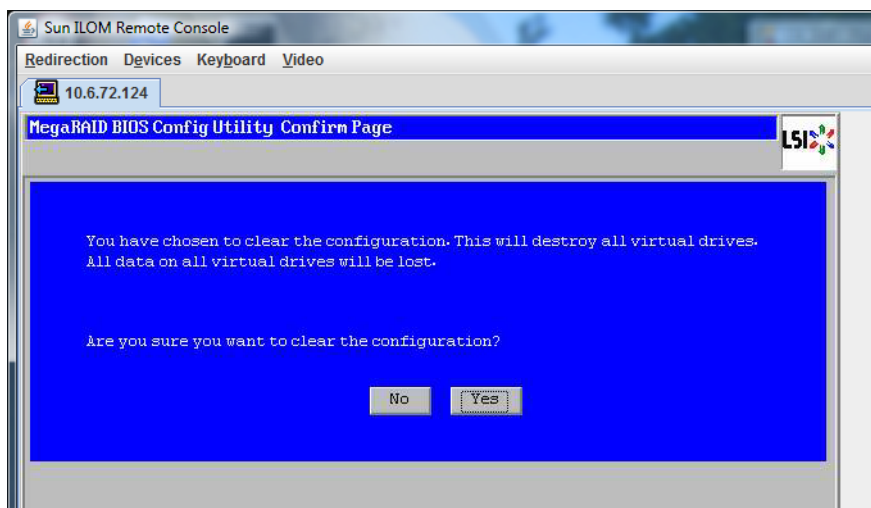 Sun ILOM Remote Console
Redirection Devices Keyboard Video
10.6.72.124
MegaRAID BIOS Config Utility Confirm Page
LSI
You have chosen to clear the configuration. This will destroy all virtual drives.
All data on all virtual drives will be lost.
Are you sure you want to clear the configuration?
No Yes